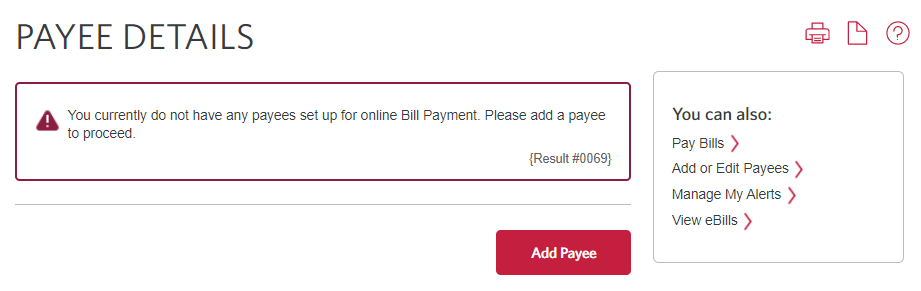 PAYEE DETAILS
You currently do not have any payees set up for online Bill Payment. Please add a payee
to proceed.
{Result #0069}
Add Payee
You can also:
Pay Bills
Add or Edit Payees
Manage My Alerts
View eBills